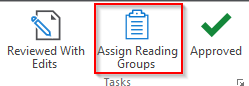 Reviewed With Edits
Assign Reading Groups
Approved
Tasks